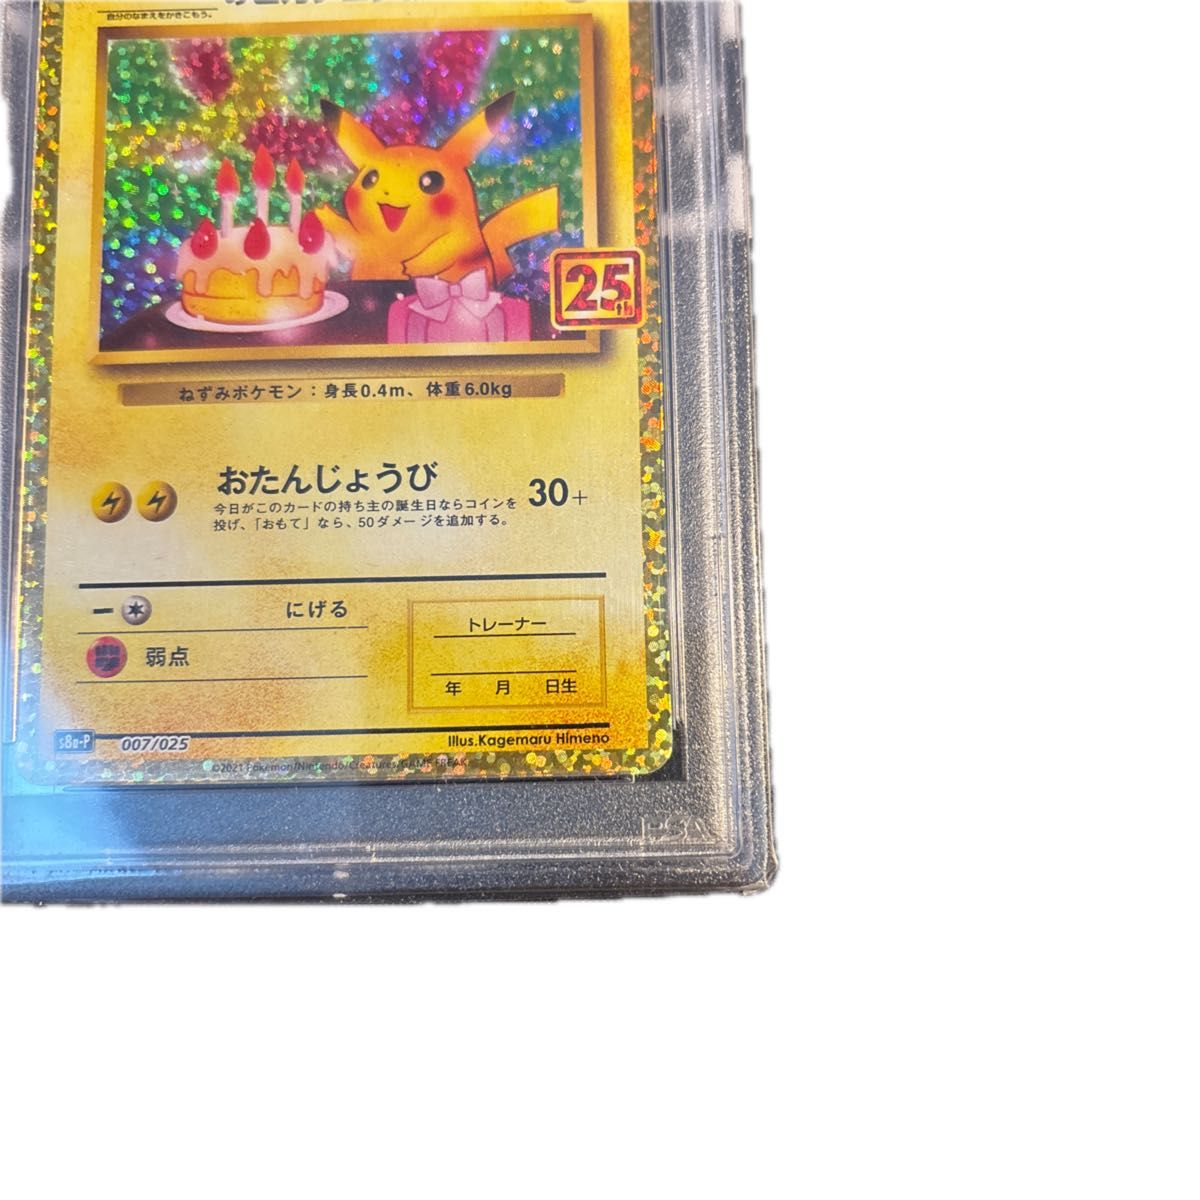 自分のなまえをかきこもう。
25th
ねずみポケモン：身長0.4m、体重6.0kg
おたんじょうび 30+
今日がこのカードの持ち主の誕生日ならコインを
投げ、「おもて」なら、50ダメージを追加する。
にげる
弱点
トレーナー
年 月 日生
s8a-P 007/025 Illus.Kagemaru Himeno
©2021 Pokémon/Nintendo/Creatures/GAME FREAK